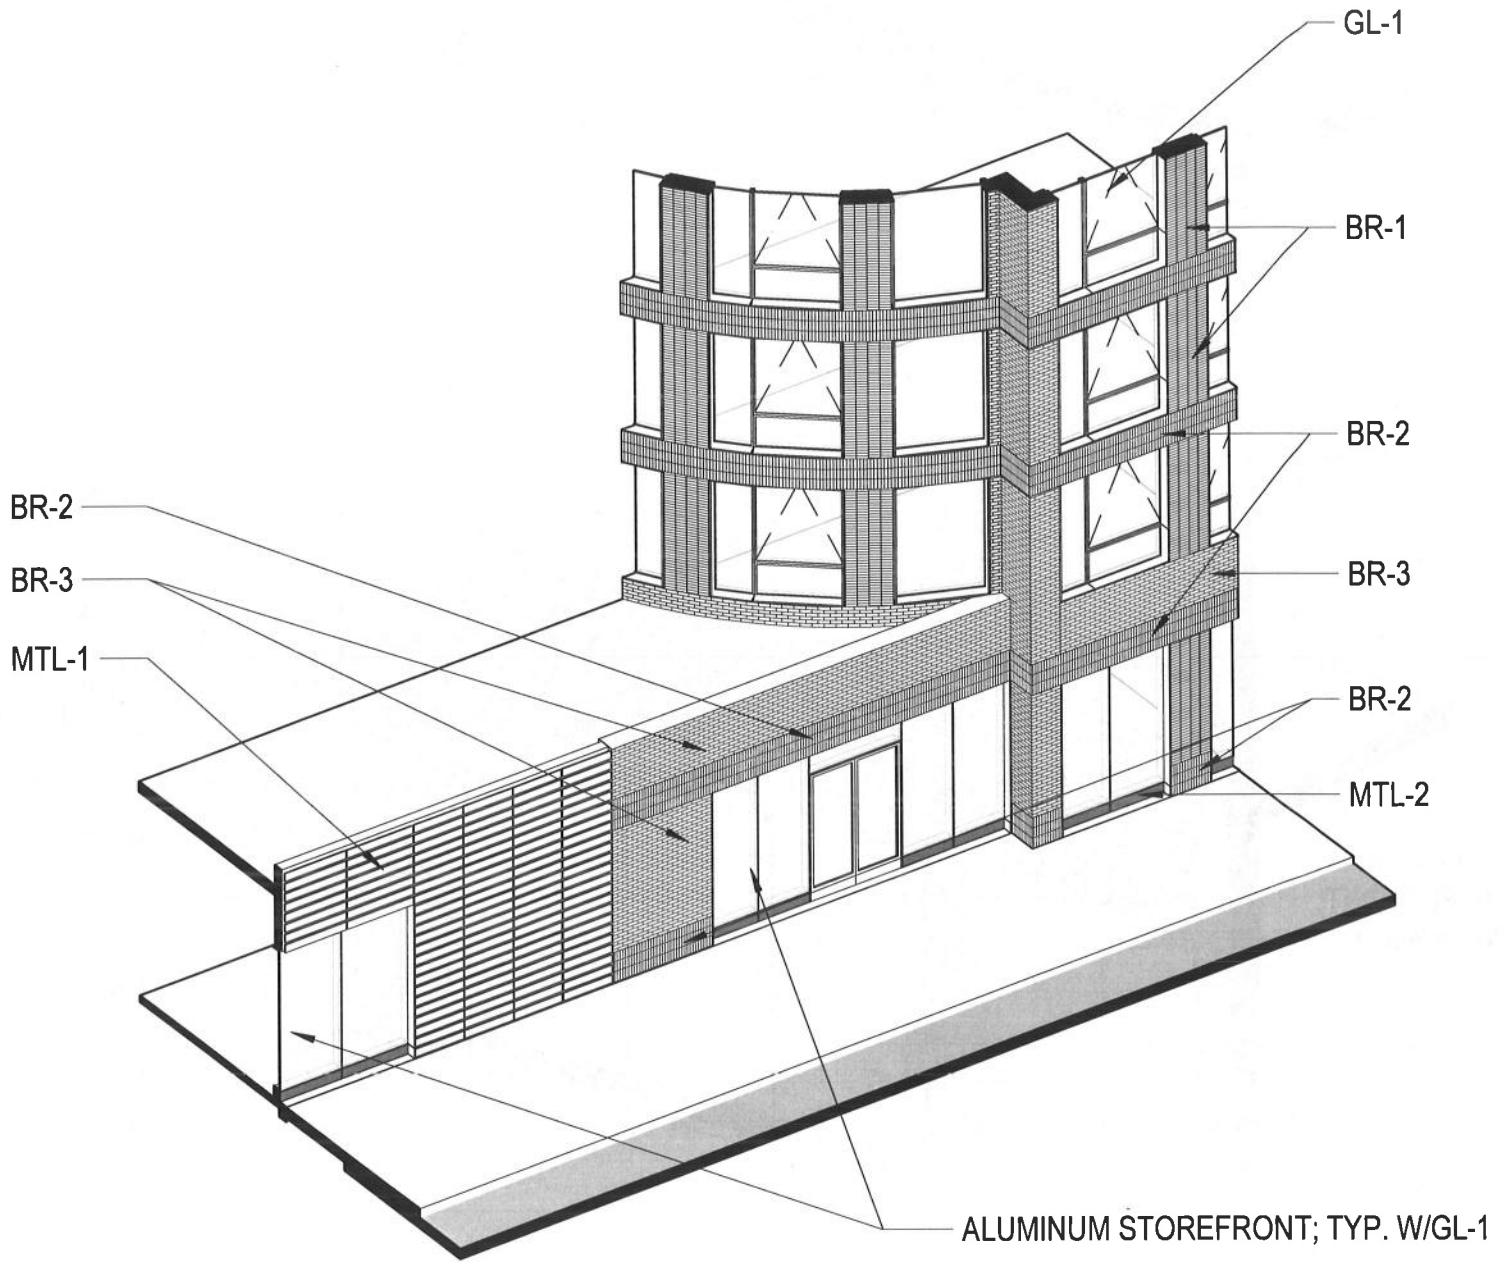 GL-1
BR-1
BR-2
BR-2
BR-3
BR-3
MTL-1
BR-2
MTL-2
ALUMINUM STOREFRONT; TYP. W/GL-1